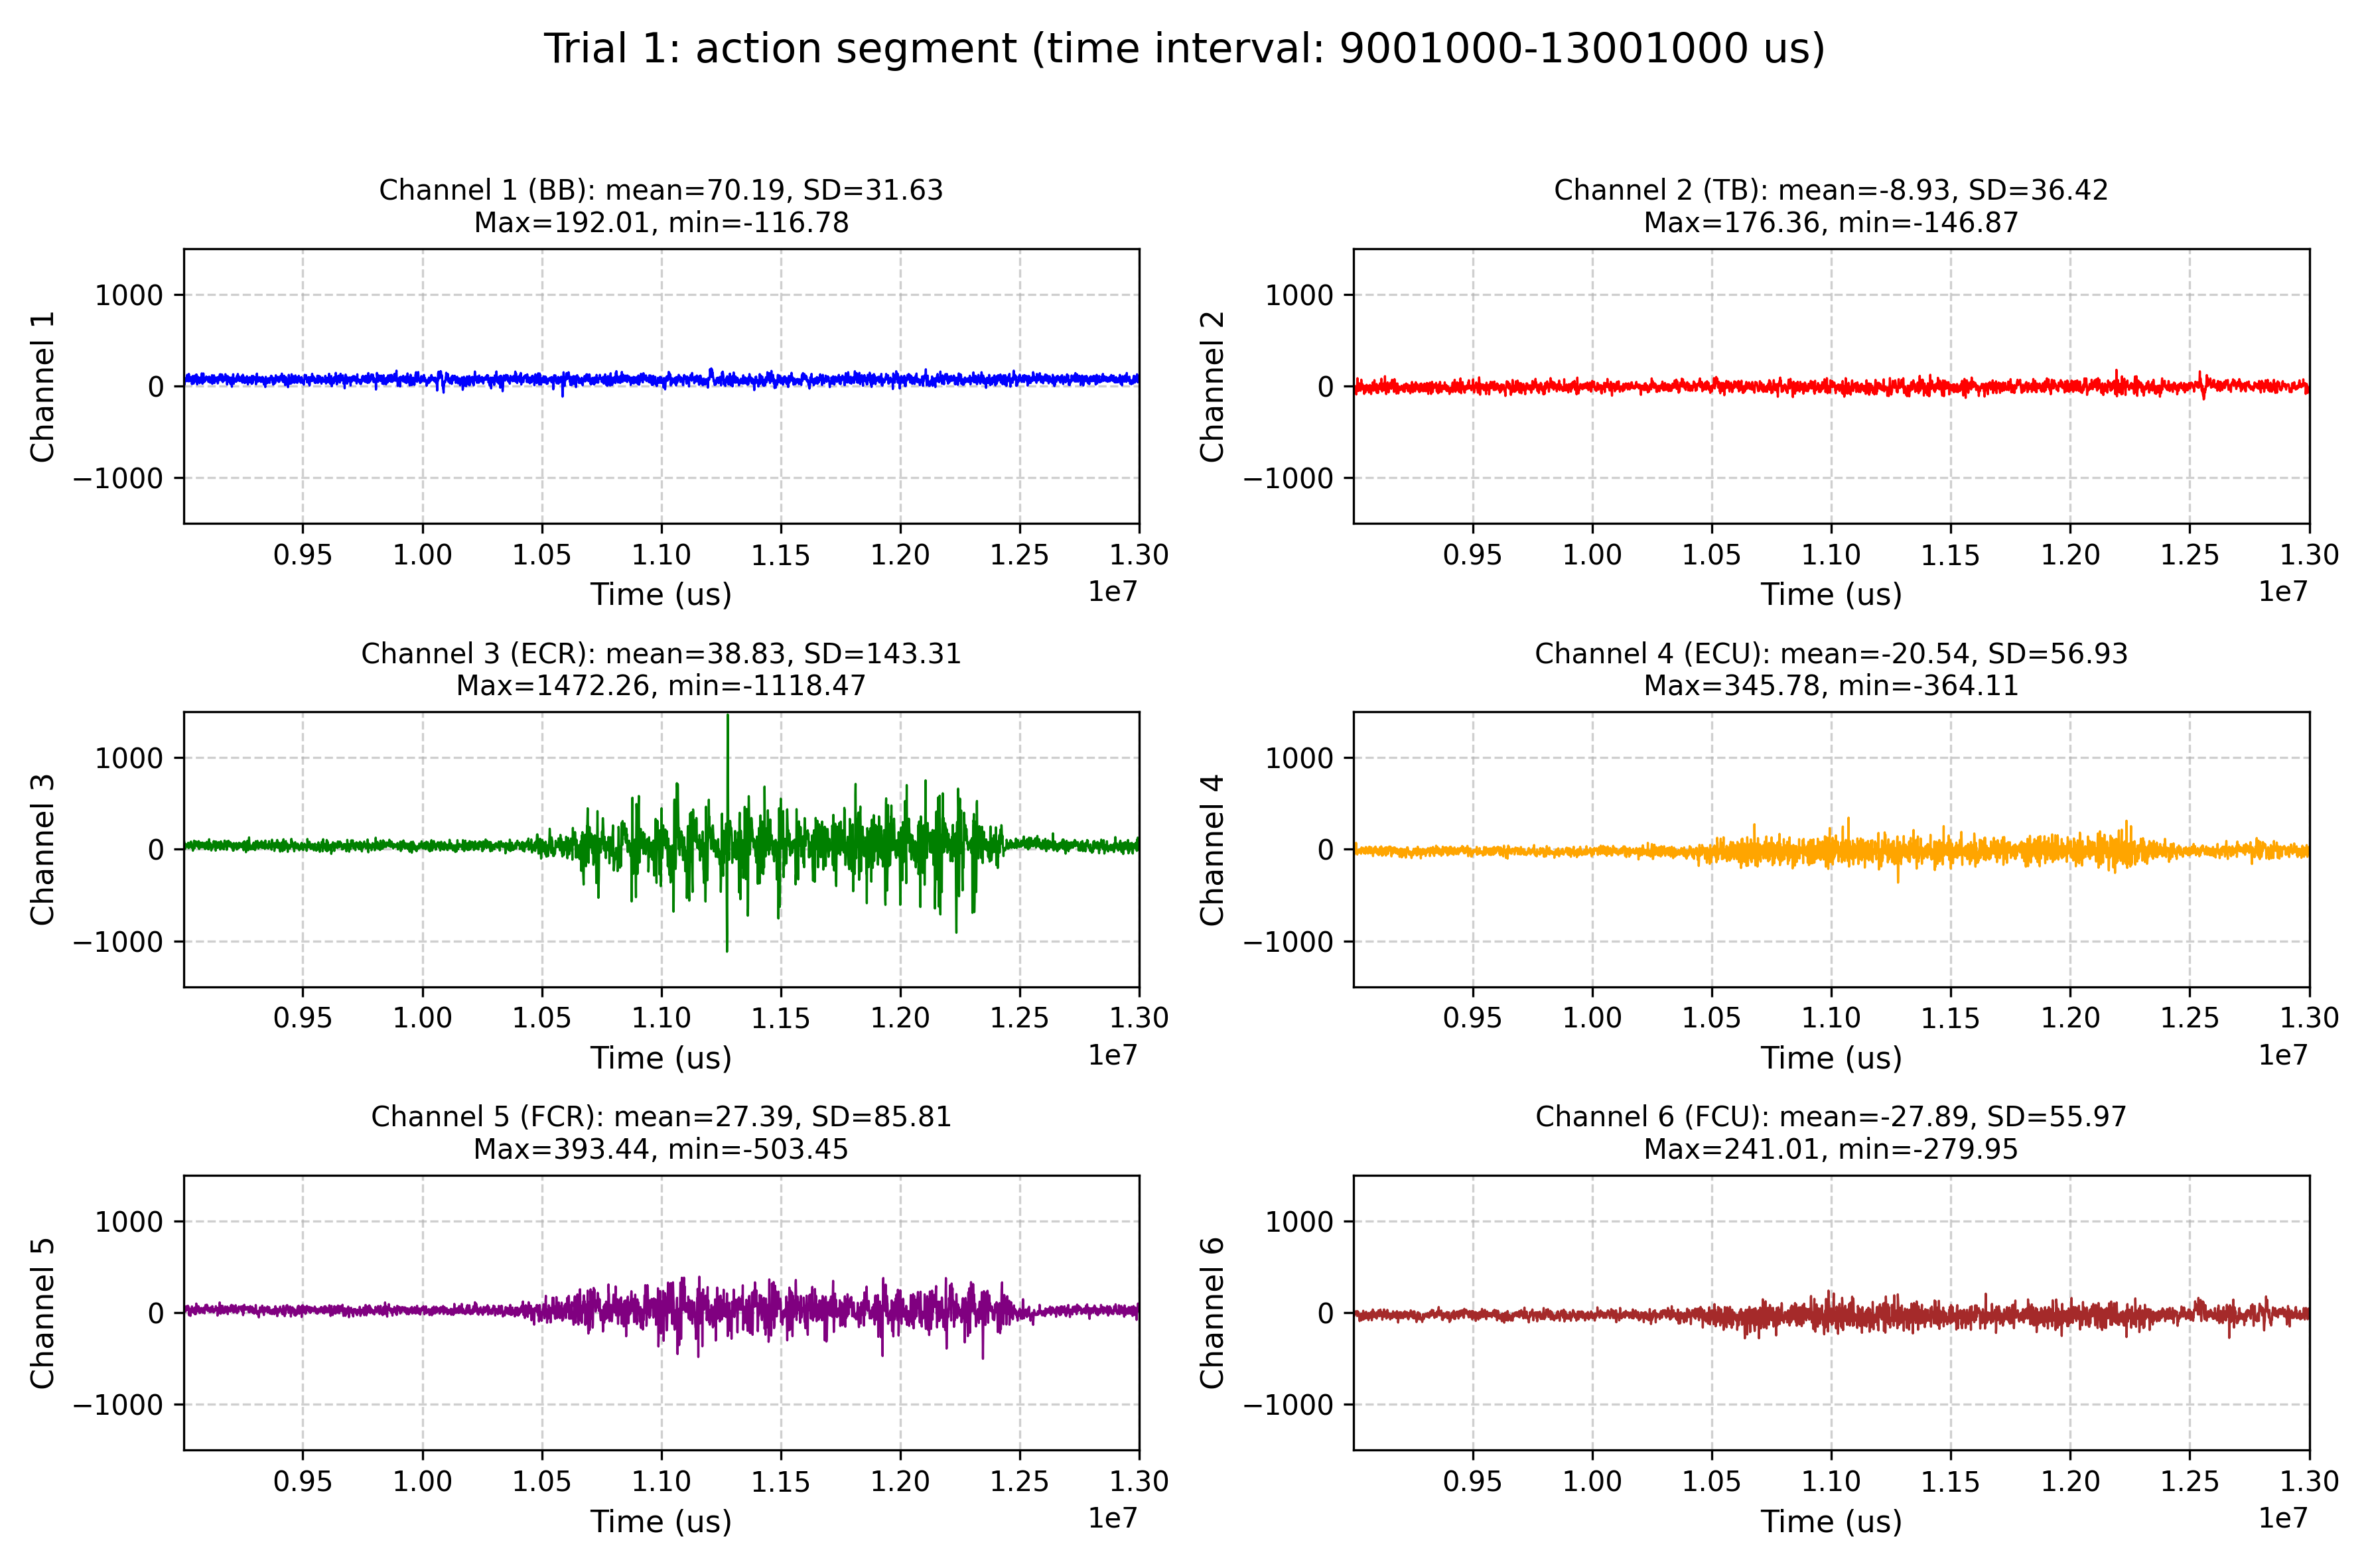 Trial 1: action segment (time interval: 9001000-13001000 us)
Channel 1 (BB): mean=70.19, SD=31.63
Max=192.01, min=-116.78
Channel 1
1000
0
−1000
0.95 1.00 1.05 1.10 1.15 1.20 1.25 1.30
Time (us)
1e7
Channel 2 (TB): mean=-8.93, SD=36.42
Max=176.36, min=-146.87
Channel 2
1000
0
−1000
0.95 1.00 1.05 1.10 1.15 1.20 1.25 1.30
Time (us)
1e7
Channel 3 (ECR): mean=38.83, SD=143.31
Max=1472.26, min=-1118.47
Channel 3
1000
0
−1000
0.95 1.00 1.05 1.10 1.15 1.20 1.25 1.30
Time (us)
1e7
Channel 4 (ECU): mean=-20.54, SD=56.93
Max=345.78, min=-364.11
Channel 4
1000
0
−1000
0.95 1.00 1.05 1.10 1.15 1.20 1.25 1.30
Time (us)
1e7
Channel 5 (FCR): mean=27.39, SD=85.81
Max=393.44, min=-503.45
Channel 5
1000
0
−1000
0.95 1.00 1.05 1.10 1.15 1.20 1.25 1.30
Time (us)
1e7
Channel 6 (FCU): mean=-27.89, SD=55.97
Max=241.01, min=-279.95
Channel 6
1000
0
−1000
0.95 1.00 1.05 1.10 1.15 1.20 1.25 1.30
Time (us)
1e7